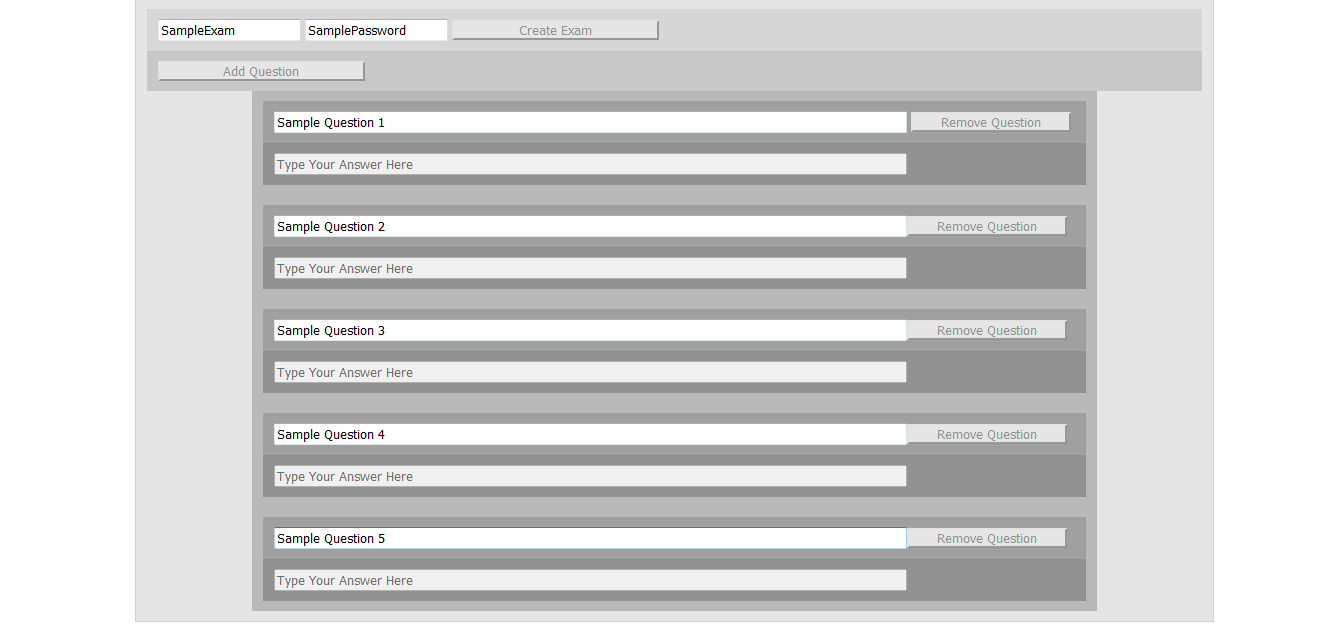 SampleExam SamplePassword Create Exam
Add Question
Sample Question 1 Remove Question
Type Your Answer Here
Sample Question 2 Remove Question
Type Your Answer Here
Sample Question 3 Remove Question
Type Your Answer Here
Sample Question 4 Remove Question
Type Your Answer Here
Sample Question 5 Remove Question
Type Your Answer Here